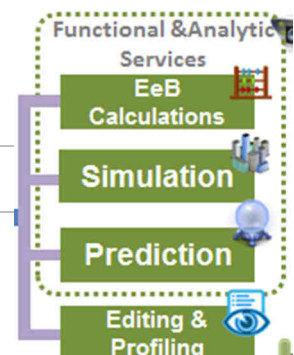 Functional &Analytic
Services
EeB
Calculations
Simulation
Prediction
Editing &
Profiling